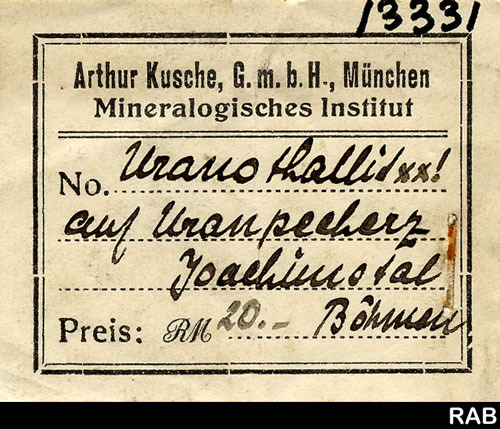 13331
Arthur Kusche, G. m. b. H., München
Mineralogisches Institut
No. Uranothallit xx!
auf Uranpecherz
Joachimstal
Preis: RM 20.- Böhmen
RAB